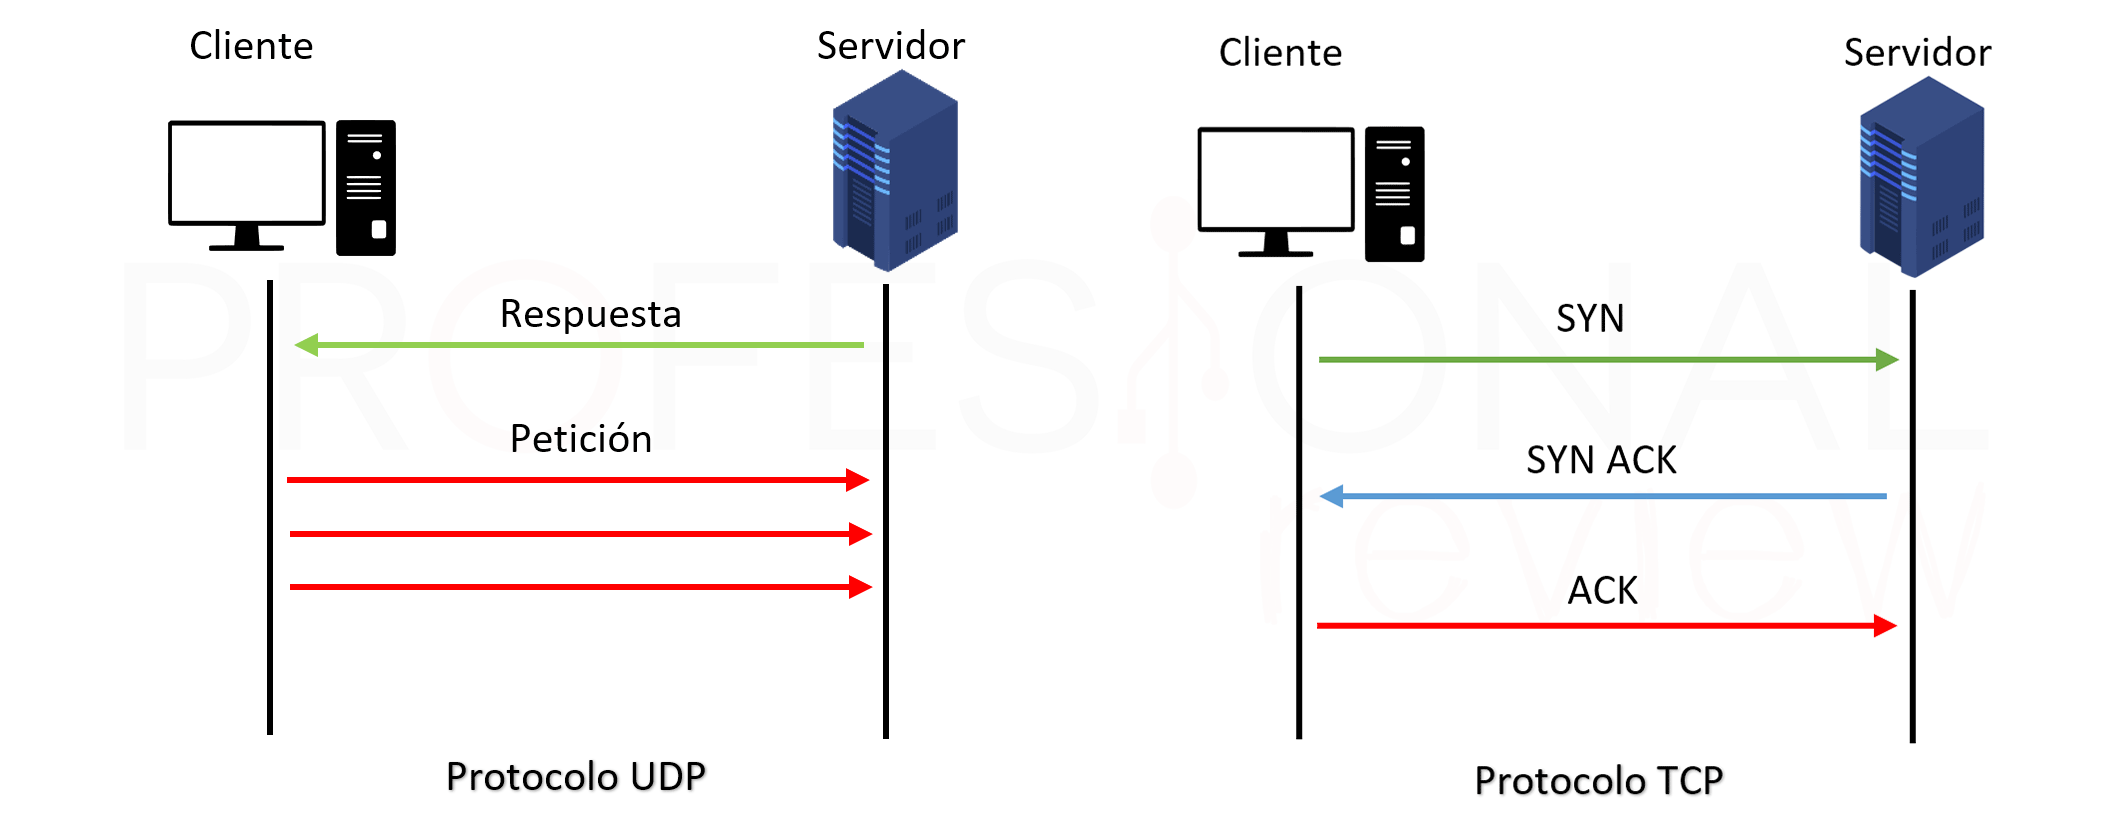 Cliente
Servidor
Respuesta
Petición
Protocolo UDP
Cliente
Servidor
SYN
SYN ACK
ACK
Protocolo TCP
PROFESIONAL
review